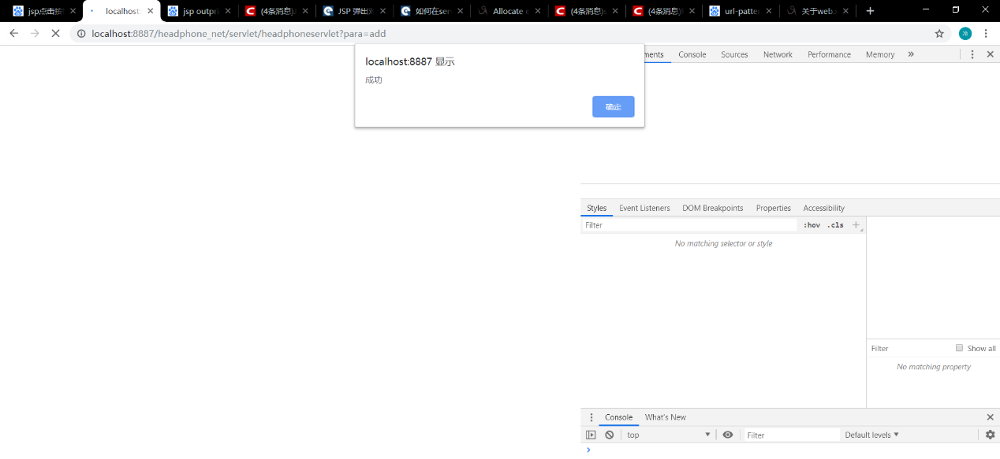 jsp点击按
localhost:
jsp outpri
(4条消息)
JSP 弹出
如何在ser
Allocate e
(4条消息)
(4条消息)
url-patter
关于web.x
localhost:8887/headphone_net/servlet/headphoneservlet?para=add
冷
localhost:8887 显示
成功
确定
ments
Console
Sources
Network
Performance
Memory
Styles
Event Listeners
DOM Breakpoints
Properties
Accessibility
Filter
:hov
.cls
No matching selector or style
Filter
Show all
No matching property
Console
What's New
top
Filter
Default levels